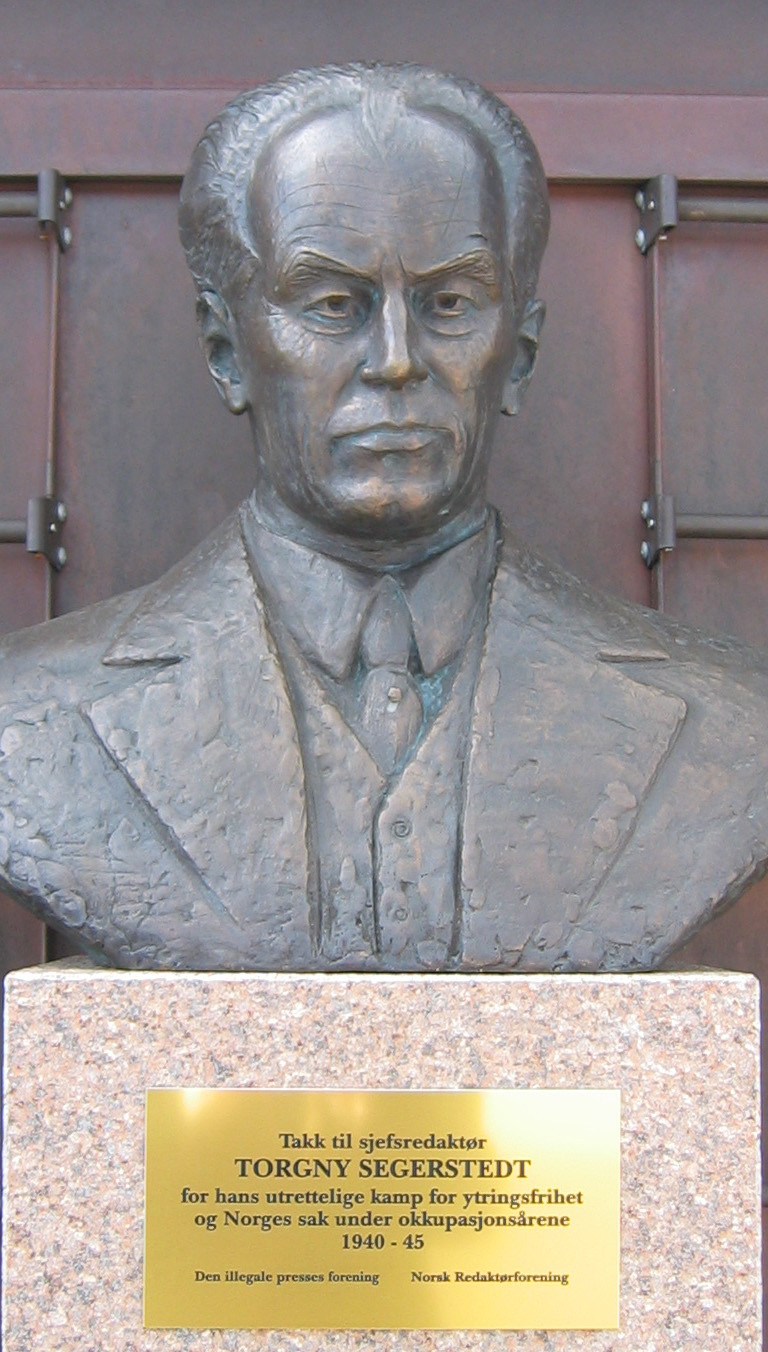 Takk til sjefsredaktør
TORGNY SEGERSTEDT
for hans utrettelige kamp for ytringsfrihet
og Norges sak under okkupasjonsårene
1940 - 45
Den illegale presses forening Norsk Redaktørforening